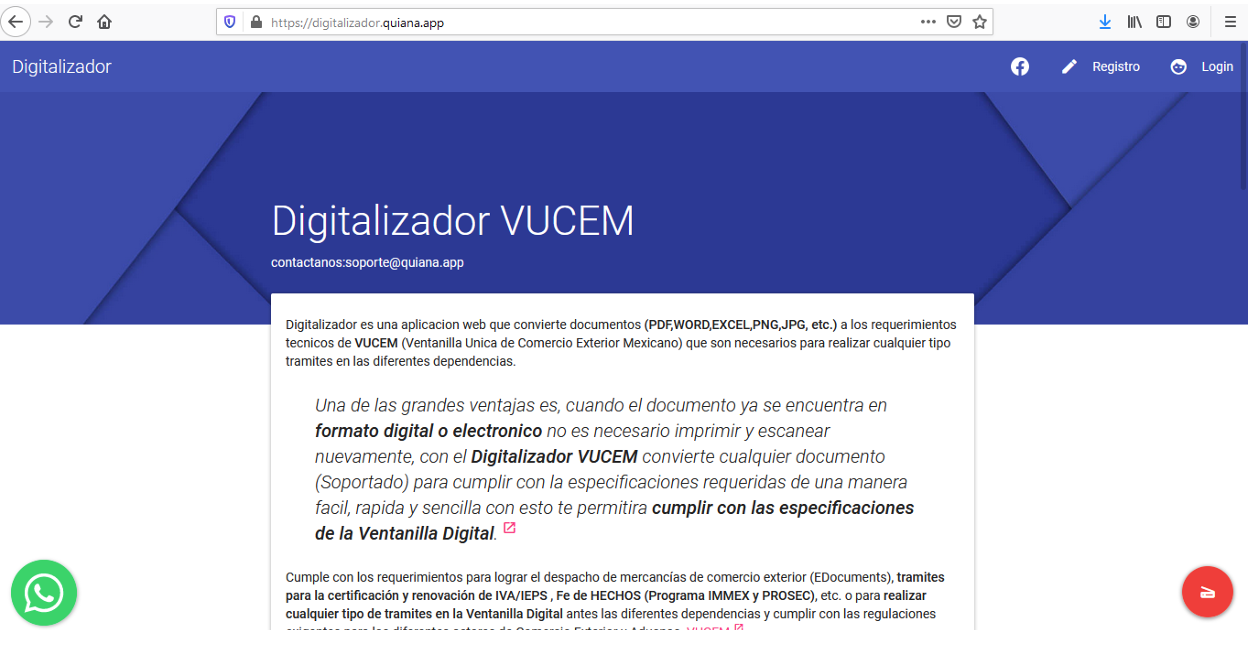 https://digitalizador.quiana.app
Digitalizador
Registro
Login
Digitalizador VUCEM
contactanos:soporte@quiana.app
Digitalizador es una aplicacion web que convierte documentos (PDF,WORD,EXCEL,PNG,JPG, etc.) a los requerimientos
tecnicos de VUCEM (Ventanilla Unica de Comercio Exterior Mexicano) que son necesarios para realizar cualquier tipo
tramites en las diferentes dependencias.
Una de las grandes ventajas es, cuando el documento ya se encuentra en
formato digital o electronico no es necesario imprimir y escanear
nuevamente, con el Digitalizador VUCEM convierte cualquier documento
(Soportado) para cumplir con la especificaciones requeridas de una manera
facil, rapida y sencilla con esto te permitira cumplir con las especificaciones
de la Ventanilla Digital.
Cumple con los requerimientos para lograr el despacho de mercancías de comercio exterior (EDocuments), tramites
para la certificación y renovación de IVA/IEPS , Fe de HECHOS (Programa IMMEX y PROSEC), etc. o para realizar
cualquier tipo de tramites en la Ventanilla Digital antes las diferentes dependencias y cumplir con las regulaciones